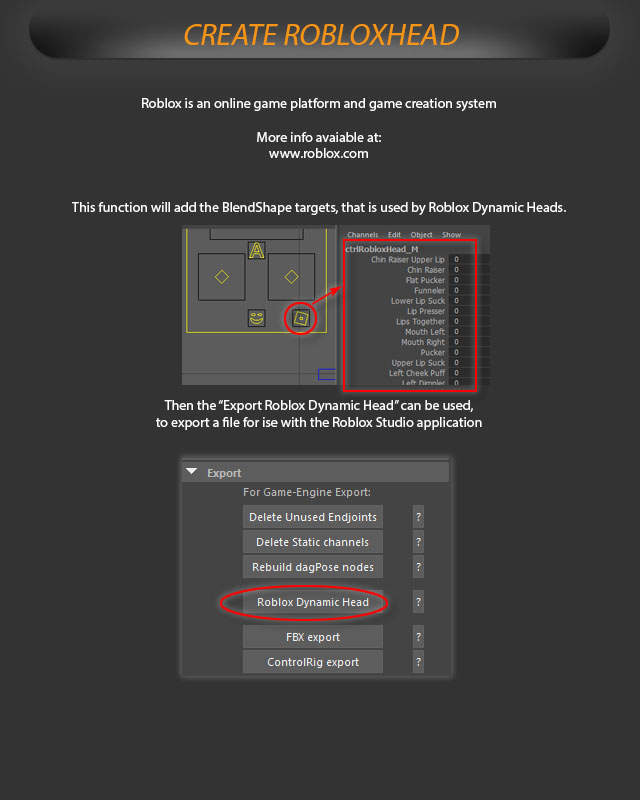 CREATE ROBLOXHEAD
Roblox is an online game platform and game creation system
More info avaiable at:
www.roblox.com
This function will add the BlendShape targets, that is used by Roblox Dynamic Heads.
A
Channels Edit Object Show
ctrlRobloxHead_M
Chin Raiser Upper Lip 0
Chin Raiser 0
Flat Pucker 0
Funneler 0
Lower Lip Suck 0
Lip Presser 0
Lips Together 0
Mouth Left 0
Mouth Right 0
Pucker 0
Upper Lip Suck 0
Left Cheek Puff 0
Left Dimpler 0
Then the “Export Roblox Dynamic Head” can be used,
to export a file for ise with the Roblox Studio application
Export
For Game-Engine Export:
Delete Unused Endjoints ?
Delete Static channels ?
Rebuild dagPose nodes ?
Roblox Dynamic Head ?
FBX export ?
ControlRig export ?